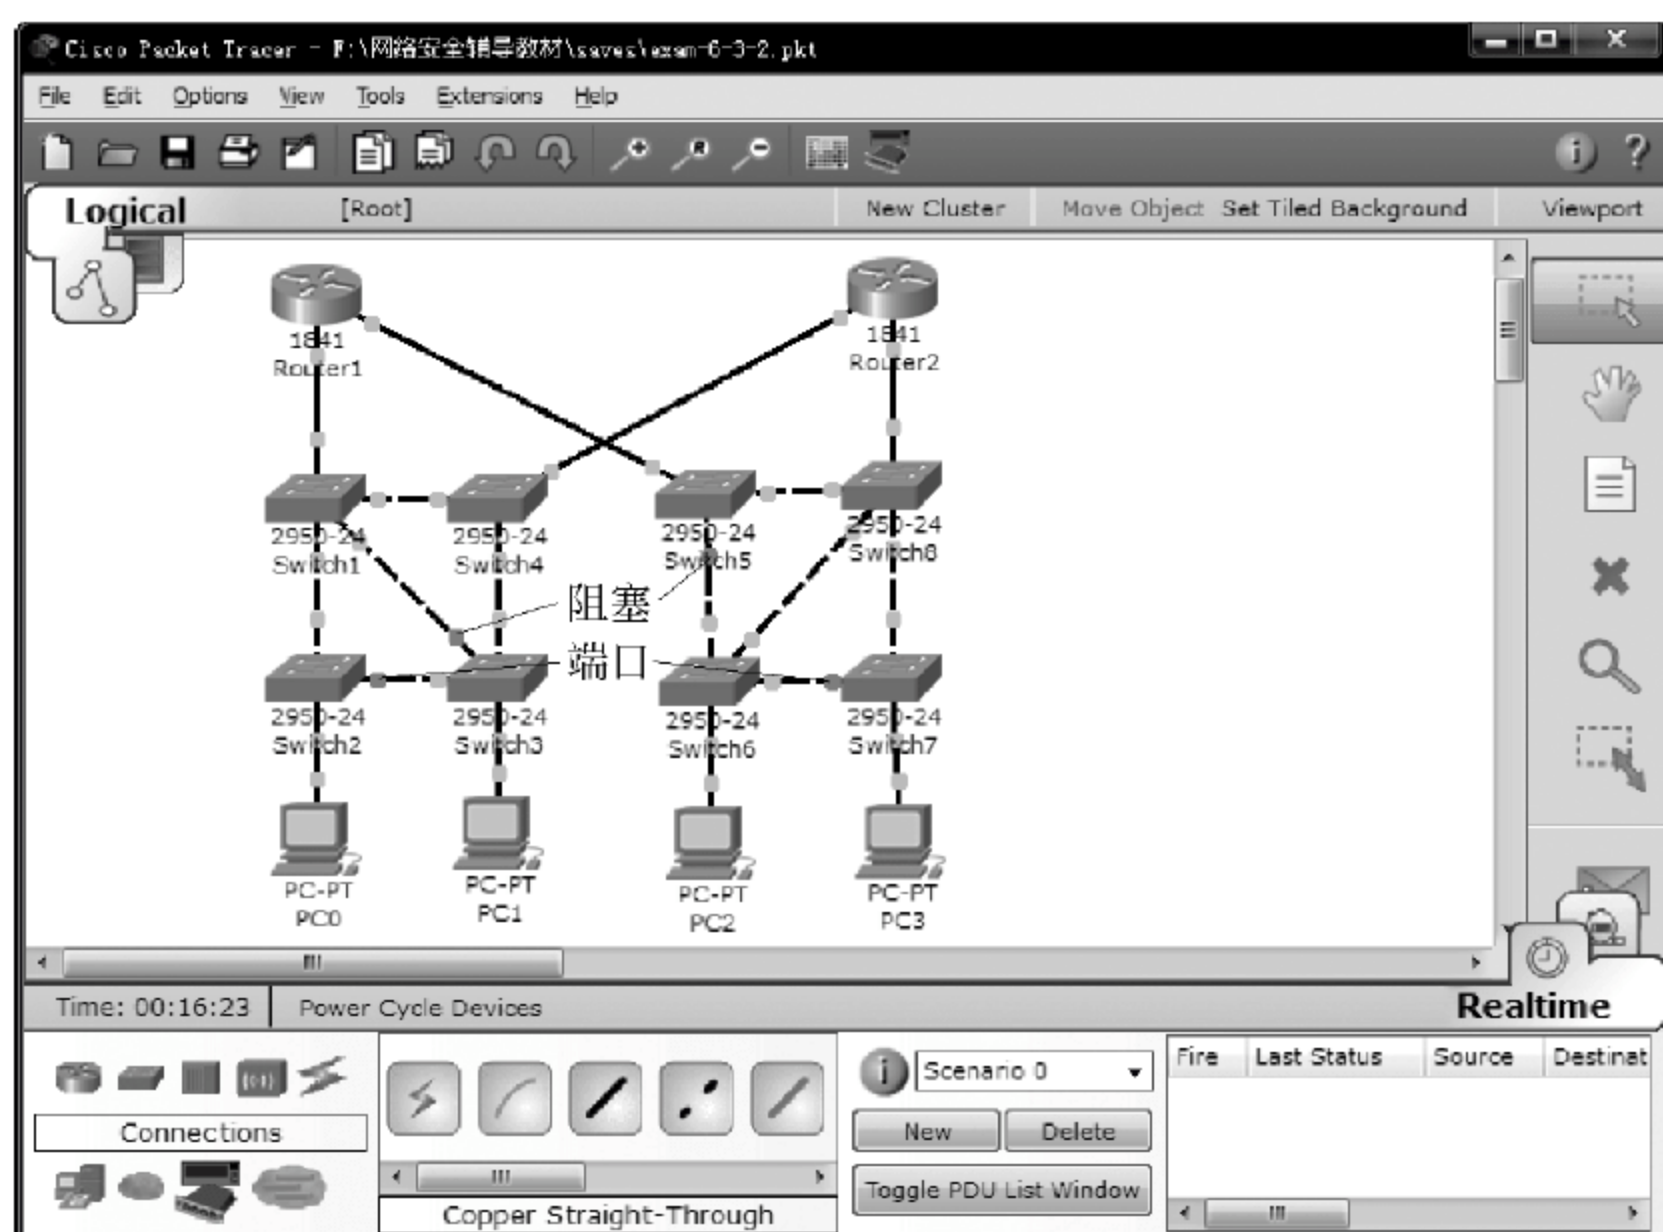 Cisco Packet Tracer - F:\网络安全辅导教材\saves\exam-6-3-2.pkt
File Edit Options View Tools Extensions Help
Logical [Root] New Cluster Move Object Set Tiled Background Viewport
1841
Router1
1841
Router2
2950-24
Switch1
2950-24
Switch4
2950-24
Switch5
2950-24
Switch8
阻塞
端口
2950-24
Switch2
2950-24
Switch3
2950-24
Switch6
2950-24
Switch7
PC-PT
PC0
PC-PT
PC1
PC-PT
PC2
PC-PT
PC3
Time: 00:16:23 Power Cycle Devices Realtime
Connections
Copper Straight-Through
Scenario 0
New Delete
Toggle PDU List Window
Fire Last Status Source Destinat